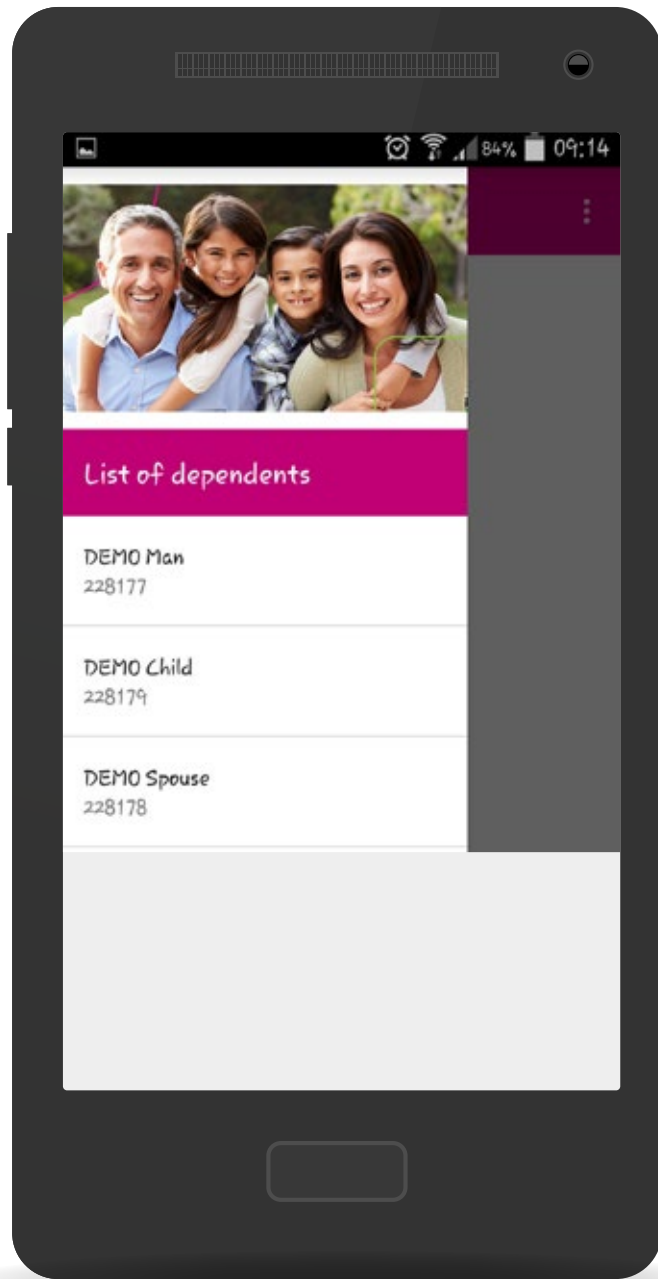 84% 09:14
List of dependents
DEMO Man
228177
DEMO Child
228179
DEMO Spouse
228178